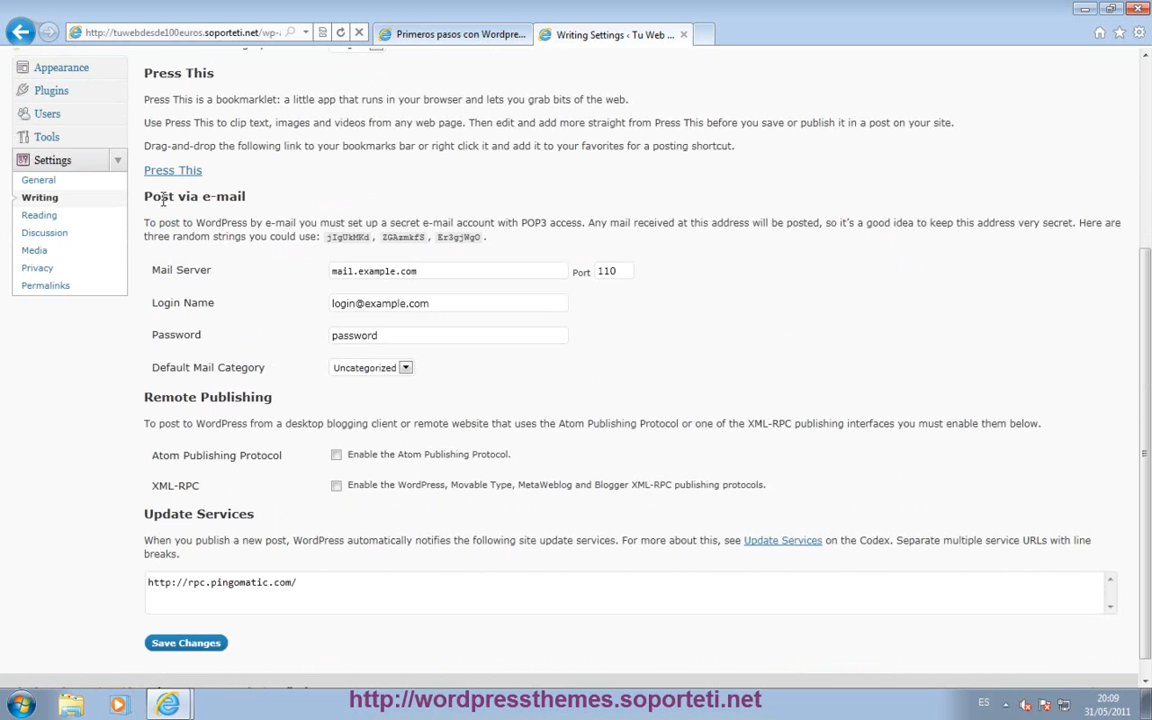 http://tuwebdesde100euros.soporteti.net/wp-
Primeros pasos con Wordpre...
Writing Settings ‹ Tu Web ...
Appearance
Plugins
Users
Tools
Settings
General
Writing
Reading
Discussion
Media
Privacy
Permalinks
Press This
Press This is a bookmarklet: a little app that runs in your browser and lets you grab bits of the web.
Use Press This to clip text, images and videos from any web page. Then edit and add more straight from Press This before you save or publish it in a post on your site.
Drag-and-drop the following link to your bookmarks bar or right click it and add it to your favorites for a posting shortcut.
Press This
Post via e-mail
To post to WordPress by e-mail you must set up a secret e-mail account with POP3 access. Any mail received at this address will be posted, so it's a good idea to keep this address very secret. Here are
three random strings you could use: jIgUkMKd, ZGAzmkfS, Er3gjWgO.
Mail Server mail.example.com Port 110
Login Name login@example.com
Password password
Default Mail Category Uncategorized
Remote Publishing
To post to WordPress from a desktop blogging client or remote website that uses the Atom Publishing Protocol or one of the XML-RPC publishing interfaces you must enable them below.
Atom Publishing Protocol Enable the Atom Publishing Protocol.
XML-RPC Enable the WordPress, Movable Type, MetaWeblog and Blogger XML-RPC publishing protocols.
Update Services
When you publish a new post, WordPress automatically notifies the following site update services. For more about this, see Update Services on the Codex. Separate multiple service URLs with line
breaks.
http://rpc.pingomatic.com/
Save Changes
http://wordpressthemes.soporteti.net
ES
20:09
31/05/2011